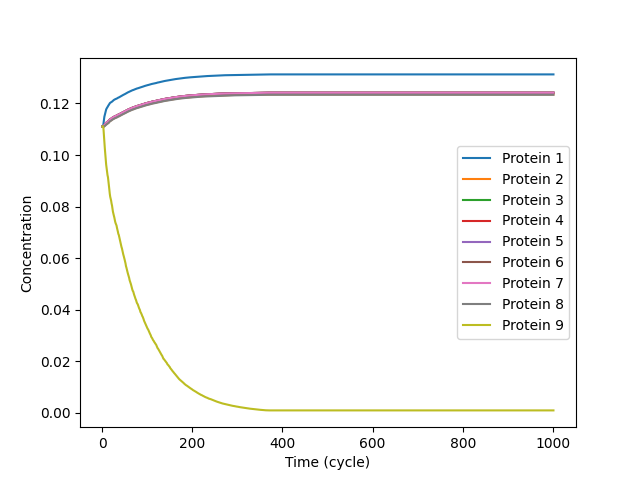 0.12
0.10
0.08
0.06
0.04
0.02
0.00
Concentration
0 200 400 600 800 1000
Time (cycle)
Protein 1
Protein 2
Protein 3
Protein 4
Protein 5
Protein 6
Protein 7
Protein 8
Protein 9